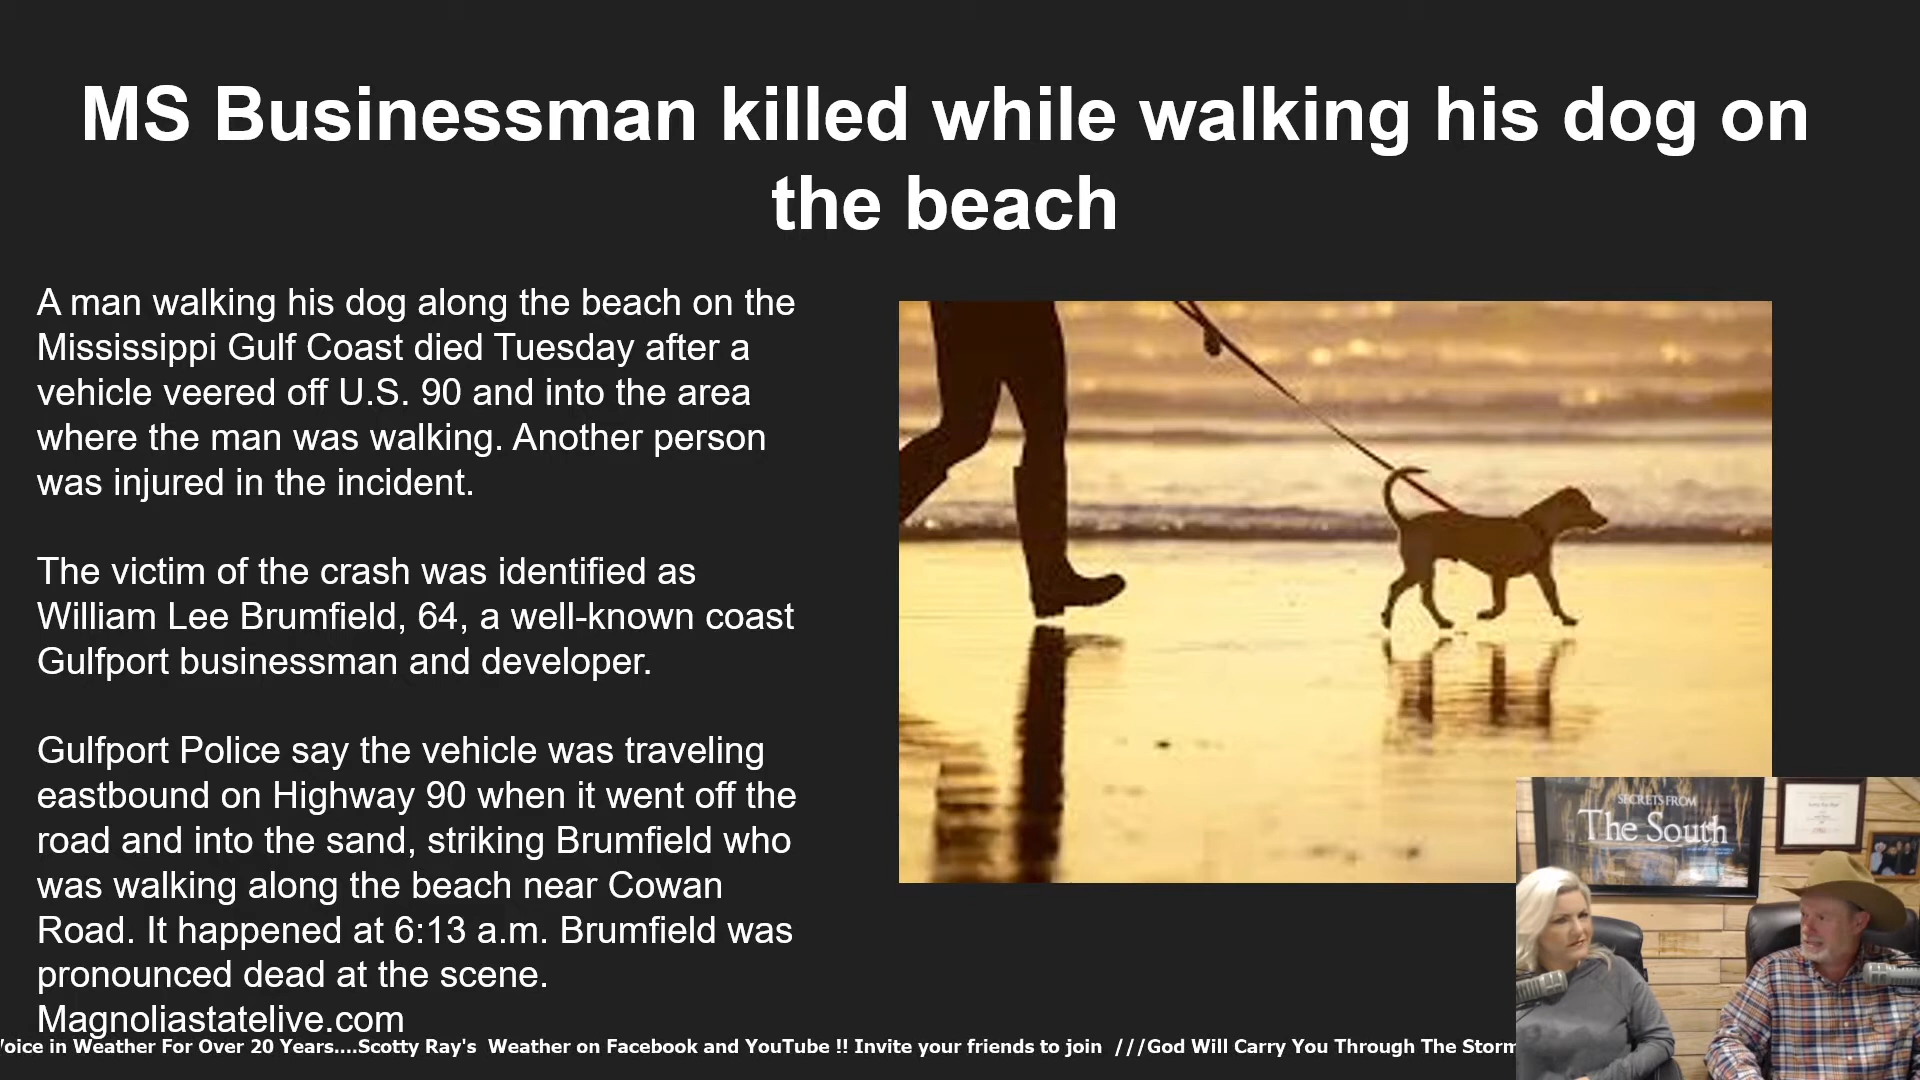 MS Businessman killed while walking his dog on
the beach
A man walking his dog along the beach on the
Mississippi Gulf Coast died Tuesday after a
vehicle veered off U.S. 90 and into the area
where the man was walking. Another person
was injured in the incident.
The victim of the crash was identified as
William Lee Brumfield, 64, a well-known coast
Gulfport businessman and developer.
Gulfport Police say the vehicle was traveling
eastbound on Highway 90 when it went off the
road and into the sand, striking Brumfield who
was walking along the beach near Cowan
Road. It happened at 6:13 a.m. Brumfield was
pronounced dead at the scene.
Magnoliastatelive.com
SECRETS FROM
The South
Voice in Weather For Over 20 Years....Scotty Ray's Weather on Facebook and YouTube !! Invite your friends to join ///God Will Carry You Through The Storm